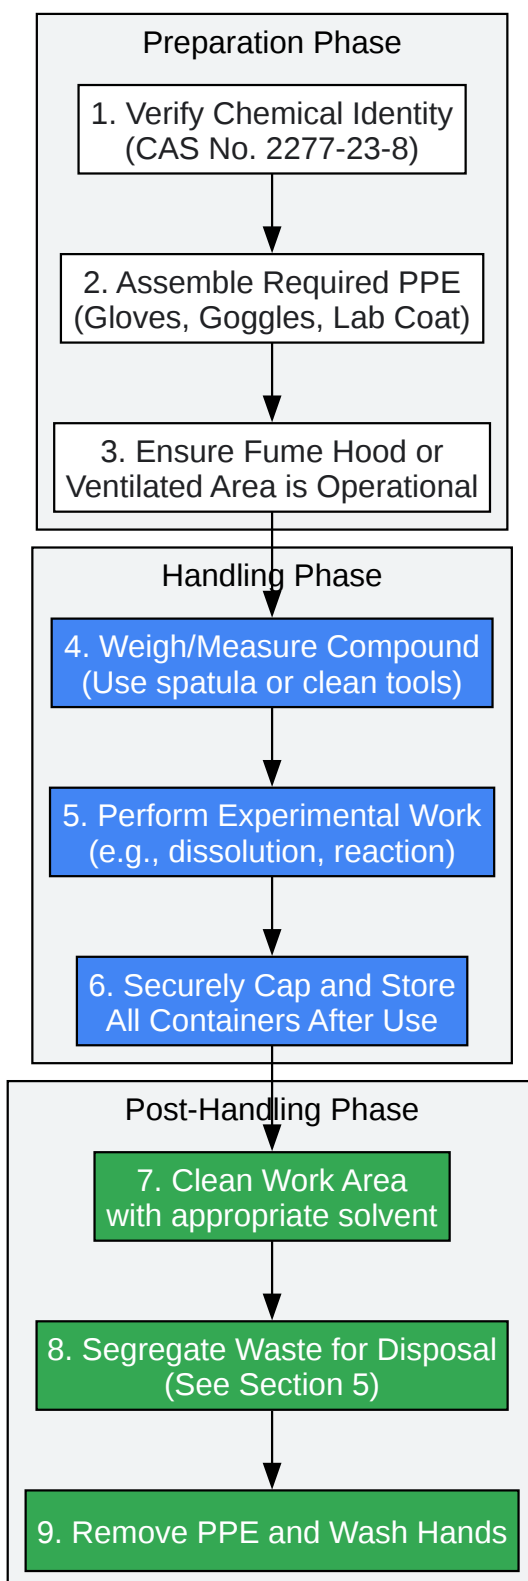 Preparation Phase
1. Verify Chemical Identity
(CAS No. 2277-23-8)
2. Assemble Required PPE
(Gloves, Goggles, Lab Coat)
3. Ensure Fume Hood or
Ventilated Area is Operational
Handling Phase
4. Weigh/Measure Compound
(Use spatula or clean tools)
5. Perform Experimental Work
(e.g., dissolution, reaction)
6. Securely Cap and Store
All Containers After Use
Post-Handling Phase
7. Clean Work Area
with appropriate solvent
8. Segregate Waste for Disposal
(See Section 5)
9. Remove PPE and Wash Hands